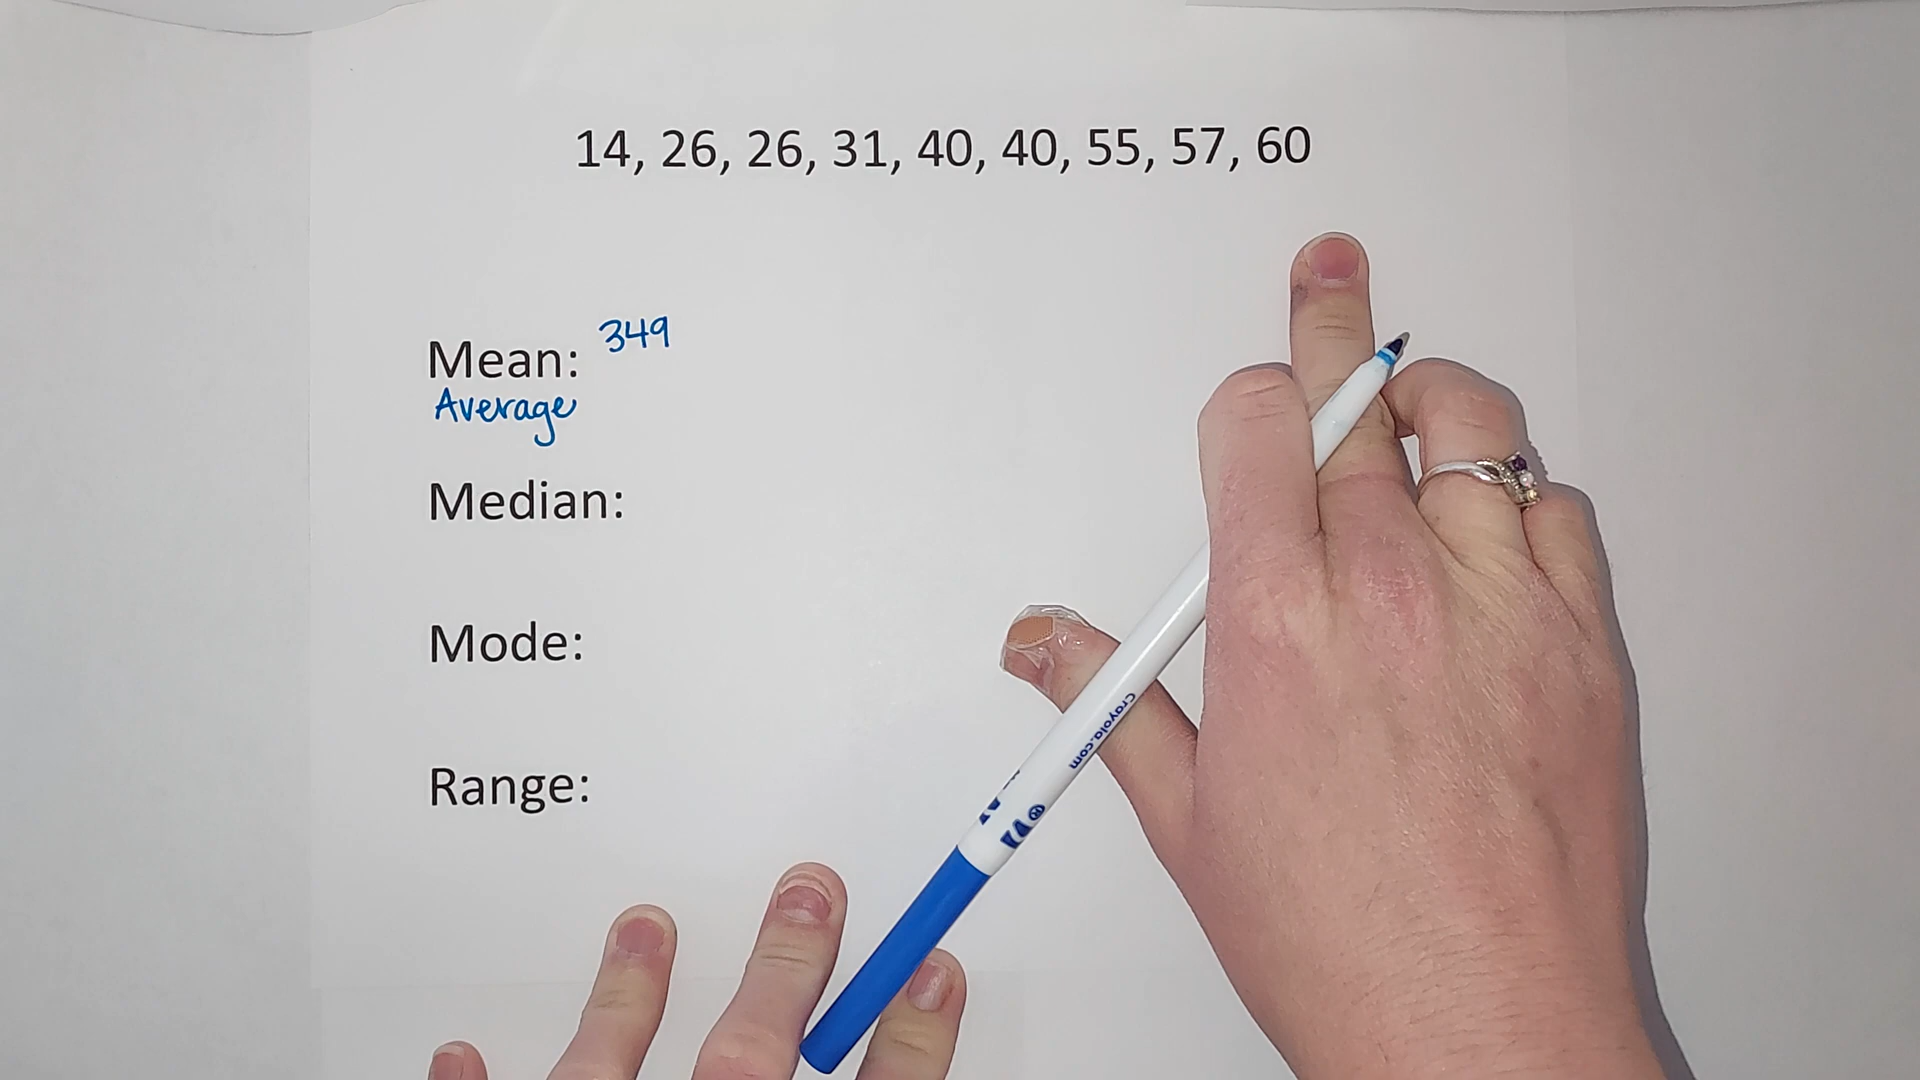 14, 26, 26, 31, 40, 40, 55, 57, 60
Mean: 349
Average
Median:
Mode:
Range:
Crayola.com